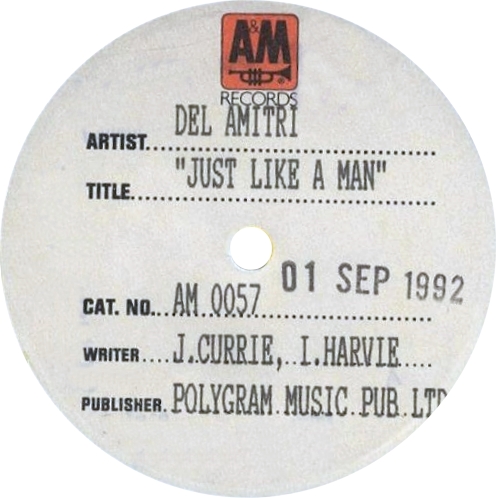 A&M
RECORDS
ARTIST...DEL AMITRI
TITLE..."JUST LIKE A MAN"
01 SEP 1992
CAT. NO...AM 0057
WRITER....J.CURRIE, I.HARVIE
PUBLISHER.POLYGRAM MUSIC PUB LTD